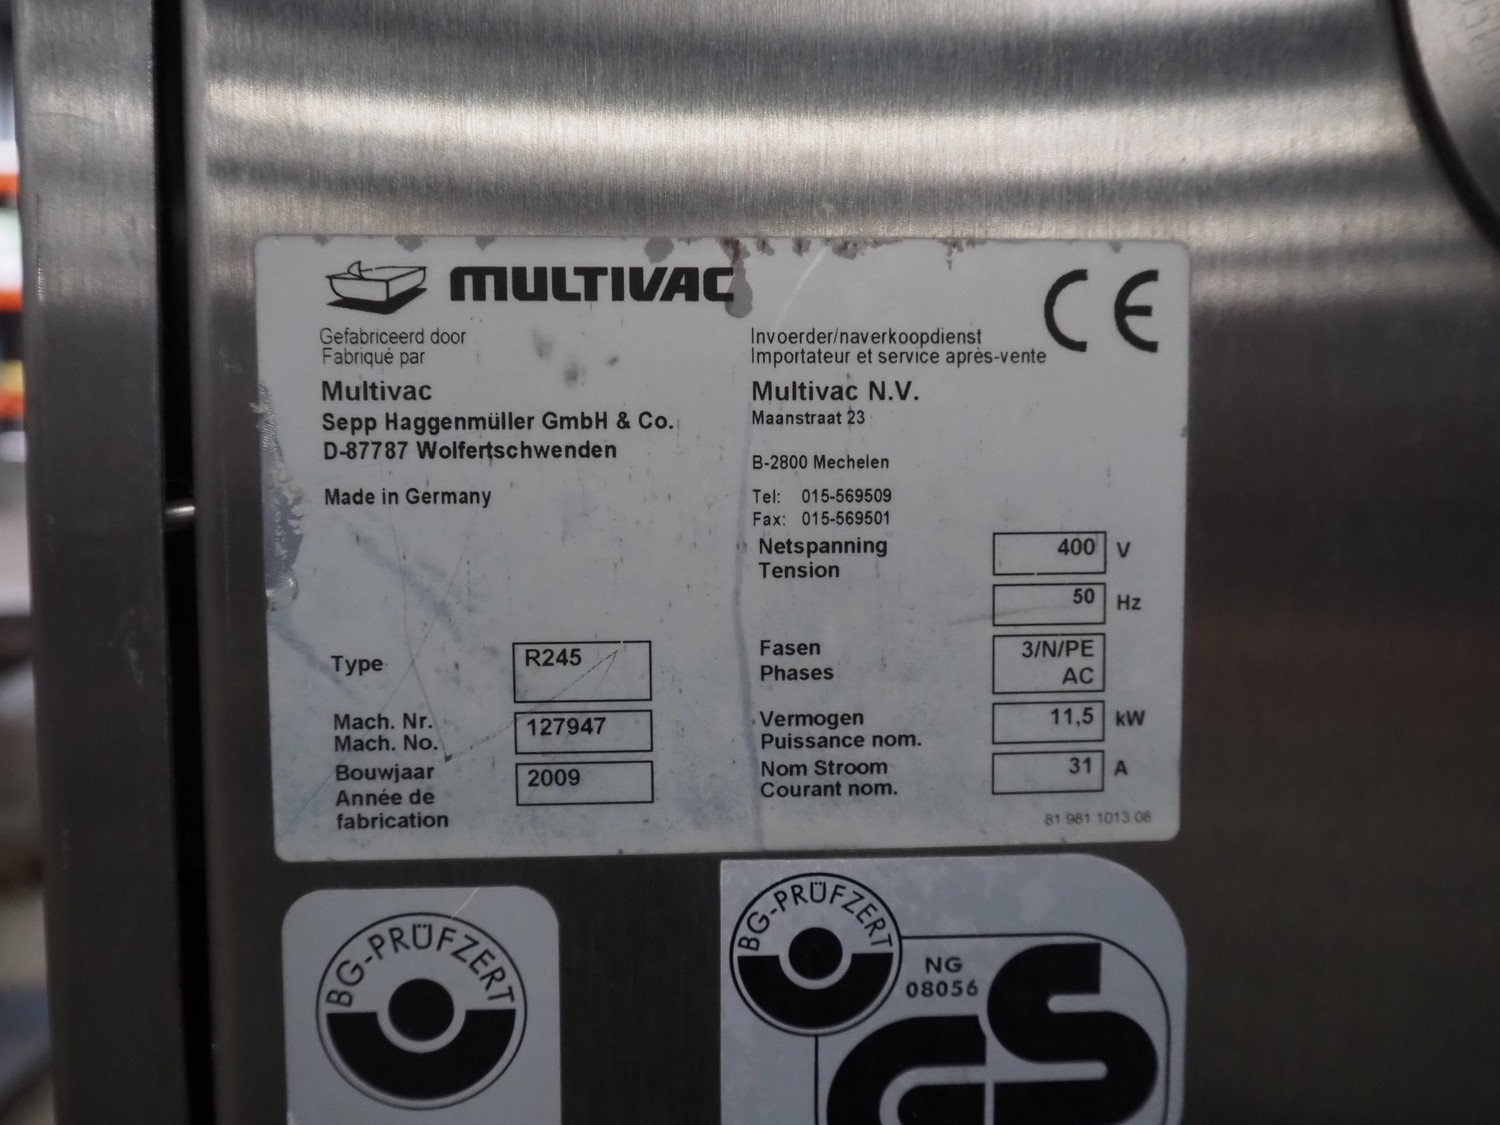 MULTIVAC
CE
Gefabriceerd door
Fabriqué par
Multivac
Sepp Haggenmüller GmbH & Co.
D-87787 Wolfertschwenden
Made in Germany
Invoerder/naverkoopdienst
Importateur et service après-vente
Multivac N.V.
Maanstraat 23
B-2800 Mechelen
Tel: 015-569509
Fax: 015-569501
Type R245
Mach. Nr.
Mach. No. 127947
Bouwjaar 2009
Année de
fabrication
Netspanning 400 V
Tension
50 Hz
Fasen 3/N/PE
Phases AC
Vermogen 11,5 kW
Puissance nom.
Nom Stroom 31 A
Courant nom.
81 981 1013 08
BG-PRÜFZERT
BG-PRÜFZERT
NG
08056
GS